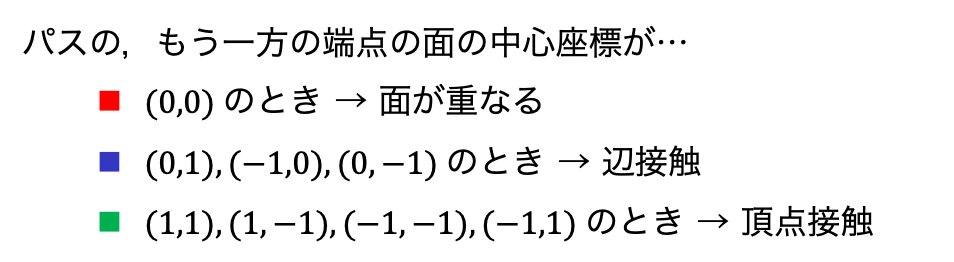 パスの，もう一方の端点の面の中心座標が…
(0,0) のとき → 面が重なる
(0,1), (−1,0), (0, −1) のとき → 辺接触
(1,1), (1, −1), (−1, −1), (−1,1) のとき → 頂点接触